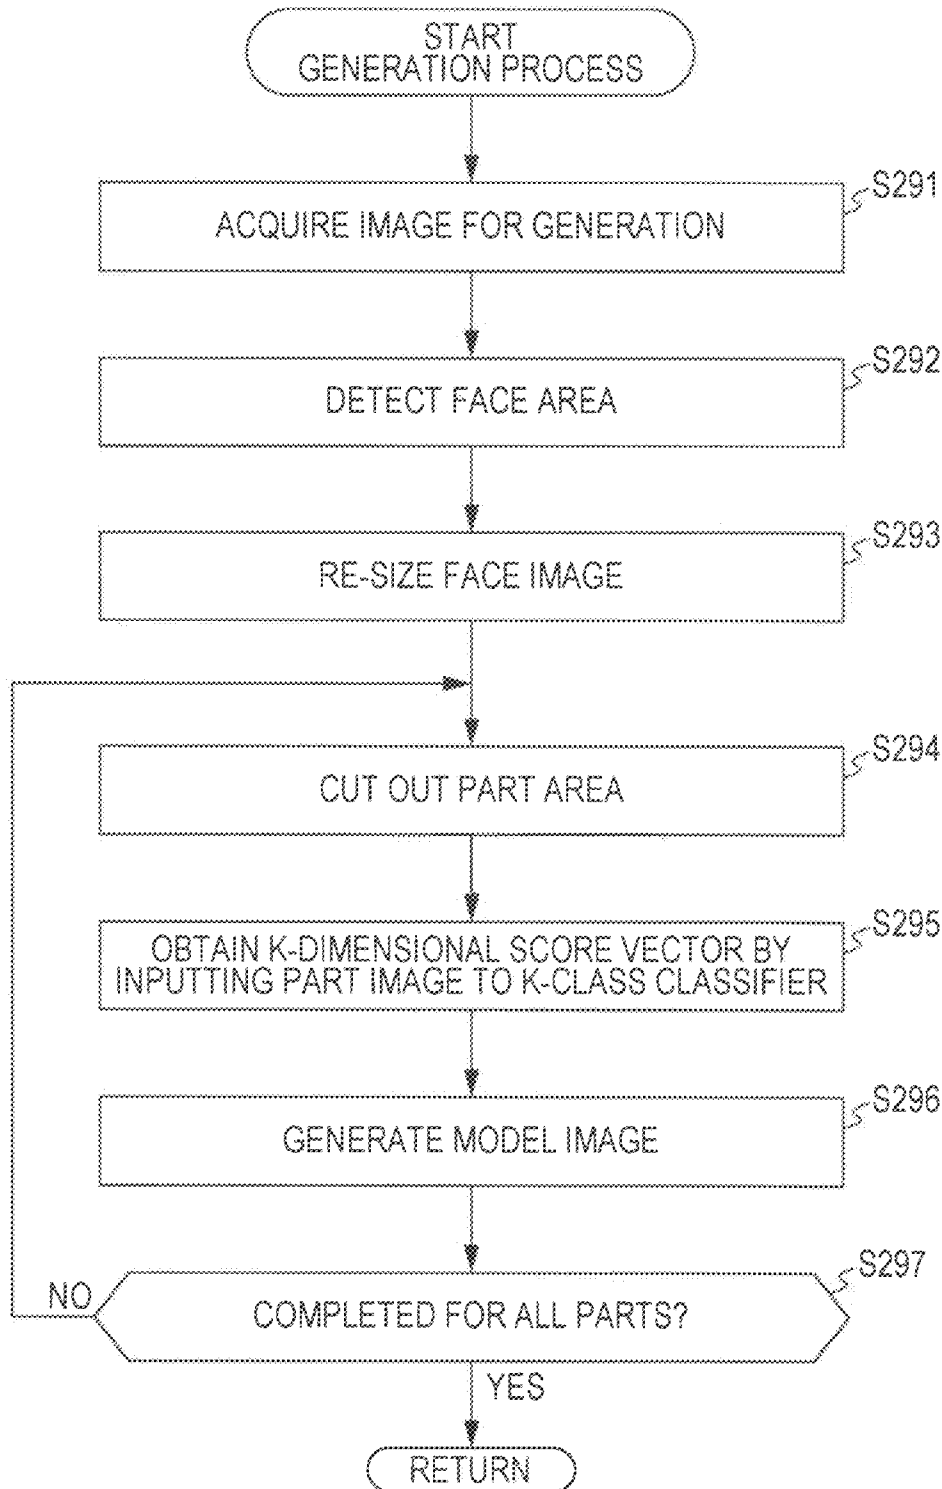 START
GENERATION PROCESS
S291
ACQUIRE IMAGE FOR GENERATION
S292
DETECT FACE AREA
S293
RE-SIZE FACE IMAGE
S294
CUT OUT PART AREA
S295
OBTAIN K-DIMENSIONAL SCORE VECTOR BY
INPUTTING PART IMAGE TO K-CLASS CLASSIFIER
S296
GENERATE MODEL IMAGE
S297
NO
COMPLETED FOR ALL PARTS?
YES
RETURN